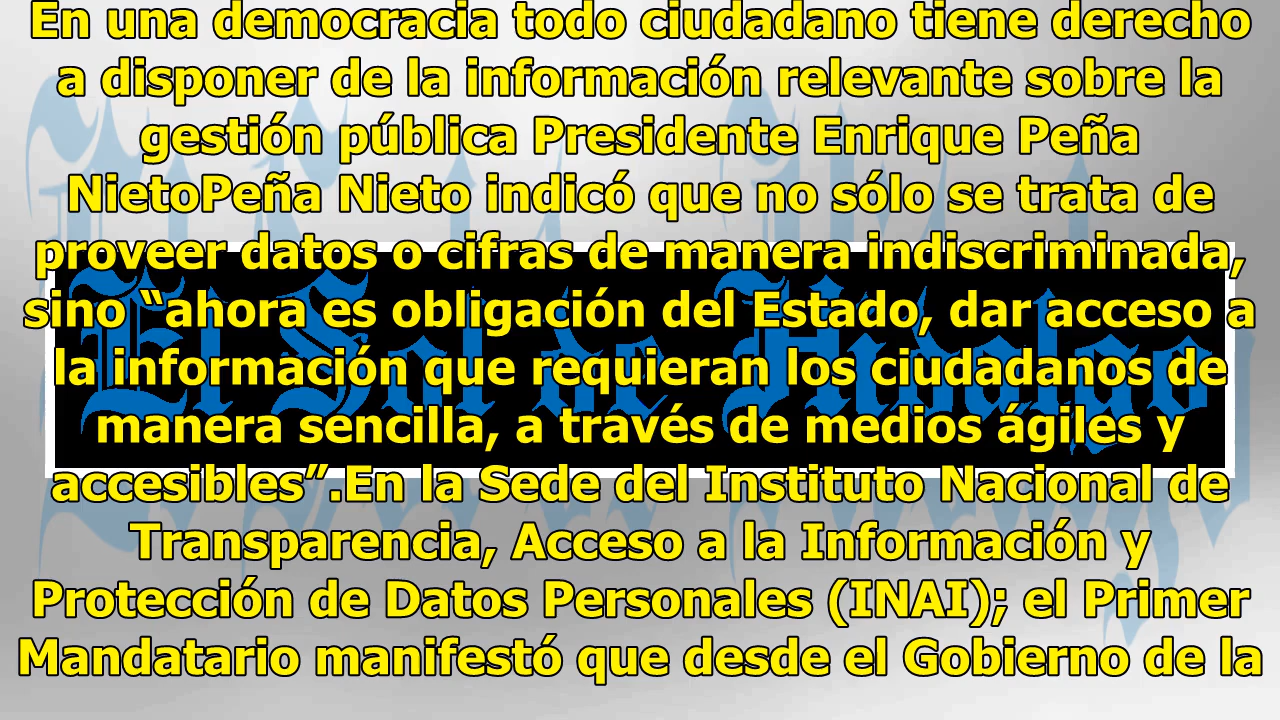 En una democracia todo ciudadano tiene derecho
a disponer de la información relevante sobre la
gestión pública Presidente Enrique Peña
NietoPeña Nieto indicó que no sólo se trata de
proveer datos o cifras de manera indiscriminada,
sino “ahora es obligación del Estado, dar acceso a
la información que requieran los ciudadanos de
manera sencilla, a través de medios ágiles y
accesibles”.En la Sede del Instituto Nacional de
Transparencia, Acceso a la Información y
Protección de Datos Personales (INAI); el Primer
Mandatario manifestó que desde el Gobierno de la
El Sol de Hidalgo